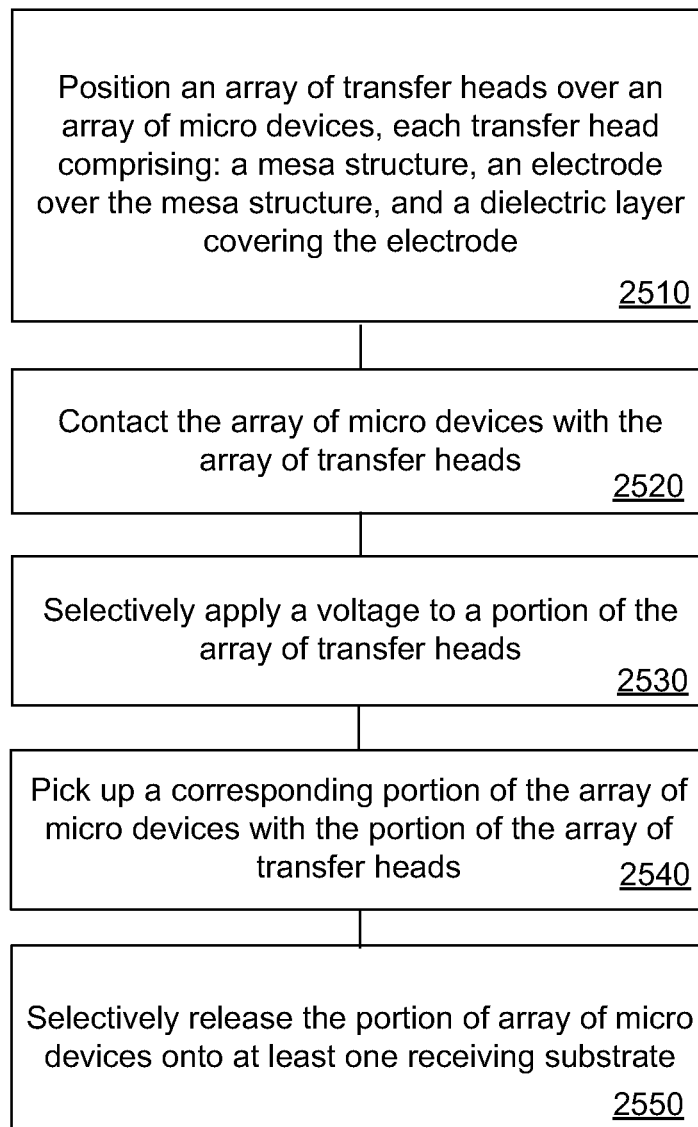 Position an array of transfer heads over an
array of micro devices, each transfer head
comprising: a mesa structure, an electrode
over the mesa structure, and a dielectric layer
covering the electrode
2510
Contact the array of micro devices with the
array of transfer heads
2520
Selectively apply a voltage to a portion of the
array of transfer heads
2530
Pick up a corresponding portion of the array of
micro devices with the portion of the array of
transfer heads
2540
Selectively release the portion of array of micro
devices onto at least one receiving substrate
2550